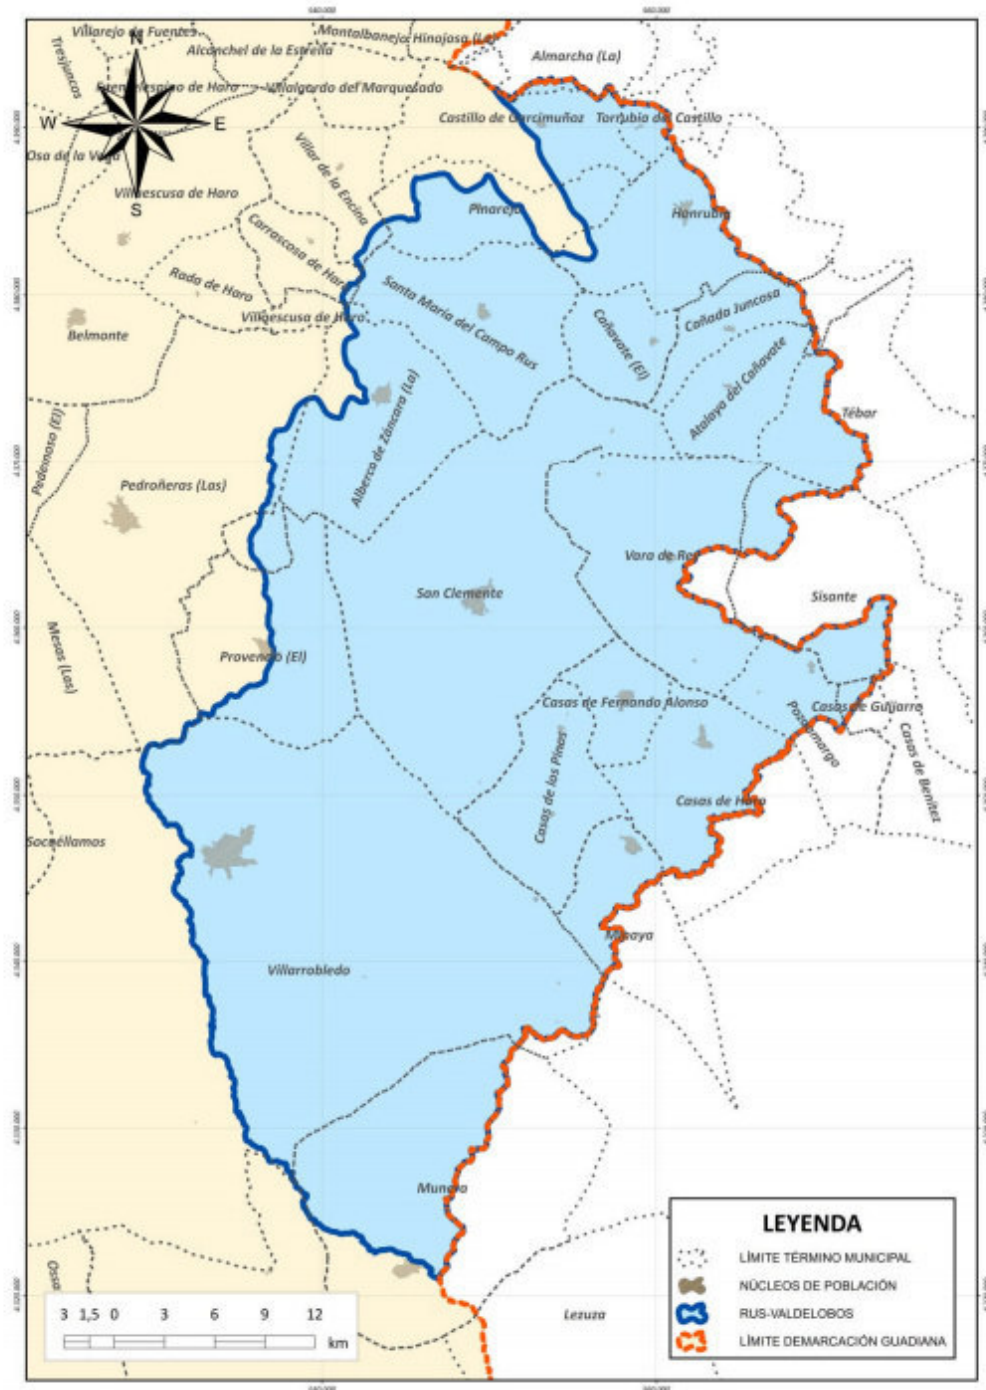 Villarejo de Fuentes
Montalbanejo
Hinojosa (La)
Tresjuncos
N
Alconchel de la Estrella
Almarcha (La)
Villalgordo del Marquesado
W
E
Castillo de Garcimuñoz
Torrubia del Castillo
Osa de la Vega
Villar de la Encina
Villaescusa de Haro
S
Pinarejo
Honrubia
Carrascosa de Haro
Rada de Haro
Santa María del Campo Rus
Cañada Juncosa
Villaescusa de Haro
Cañavate (El)
Belmonte
Atalaya del Cañavate
Alberca de Záncara (La)
Tébar
Pedernoso (El)
Pedroñeras (Las)
Vara de Rey
San Clemente
Sisante
Mesas (Las)
Provencio (El)
Casas de Fernando Alonso
Casas de Guijarro
Pozoamargo
Casas de Benítez
Casas de los Pinos
Casas de Haro
Socuéllamos
Minaya
Villarrobledo
Munera
Ossa
Lezuza
LEYENDA
LÍMITE TÉRMINO MUNICIPAL
NÚCLEOS DE POBLACIÓN
RUS-VALDELOBOS
LÍMITE DEMARCACIÓN GUADIANA
3 1,5 0 3 6 9 12
km